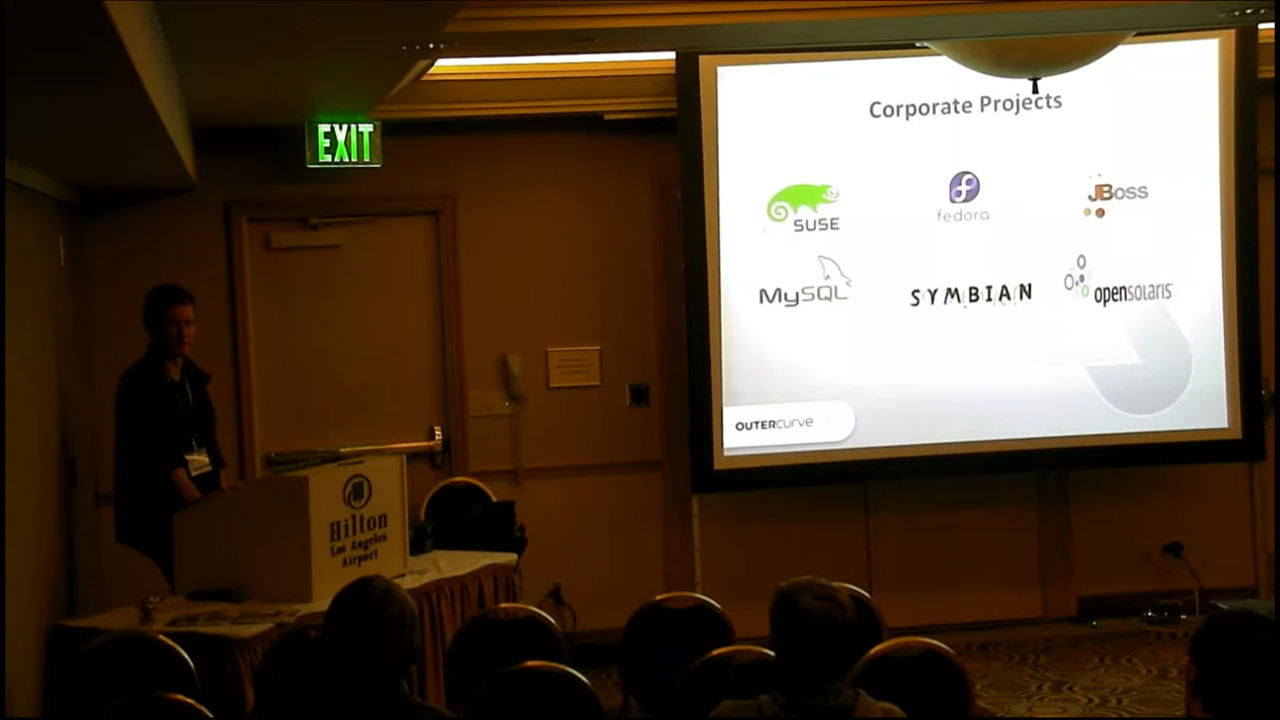 EXIT
Corporate Projects
SUSE
fedora
JBoss
MySQL
SYMBIAN
opensolaris
OUTERCURVE
Hilton
Los Angeles
Airport